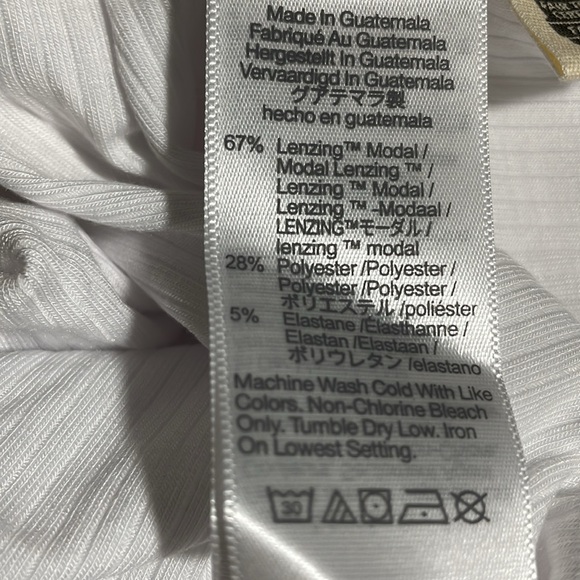 Made In Guatemala
Fabriqué Au Guatemala
Hergestellt In Guatemala
Vervaardigd In Guatemala
グアテマラ製
hecho en guatemala
67% Lenzing™ Modal /
Modal Lenzing ™ /
Lenzing ™ Modal /
Lenzing ™ -Modaal /
LENZING™モーダル /
lenzing ™ modal
28% Polyester /Polyester /
Polyester /Polyester /
ポリエステル /poliéster
5% Elastane /Elasthanne /
Elastan /Elastaan /
ポリウレタン /elastano
Machine Wash Cold With Like
Colors. Non-Chlorine Bleach
Only. Tumble Dry Low. Iron
On Lowest Setting.
30
FAIR